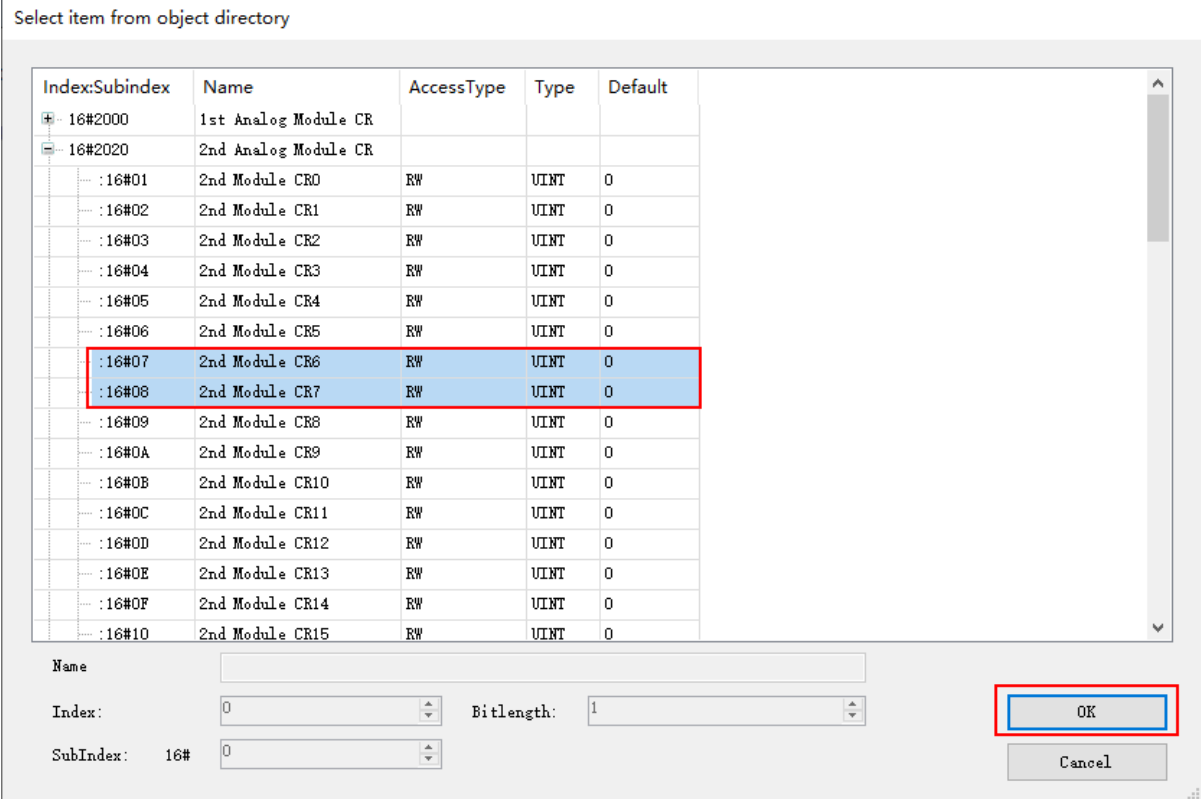 Select item from object directory
Index:Subindex Name AccessType Type Default
16#2000 1st Analog Module CR
16#2020 2nd Analog Module CR
:16#01 2nd Module CR0 RW UINT 0
:16#02 2nd Module CR1 RW UINT 0
:16#03 2nd Module CR2 RW UINT 0
:16#04 2nd Module CR3 RW UINT 0
:16#05 2nd Module CR4 RW UINT 0
:16#06 2nd Module CR5 RW UINT 0
:16#07 2nd Module CR6 RW UINT 0
:16#08 2nd Module CR7 RW UINT 0
:16#09 2nd Module CR8 RW UINT 0
:16#0A 2nd Module CR9 RW UINT 0
:16#0B 2nd Module CR10 RW UINT 0
:16#0C 2nd Module CR11 RW UINT 0
:16#0D 2nd Module CR12 RW UINT 0
:16#0E 2nd Module CR13 RW UINT 0
:16#0F 2nd Module CR14 RW UINT 0
:16#10 2nd Module CR15 RW UINT 0
Name
Index: 0 Bitlength: 1 OK
SubIndex: 16# 0 Cancel